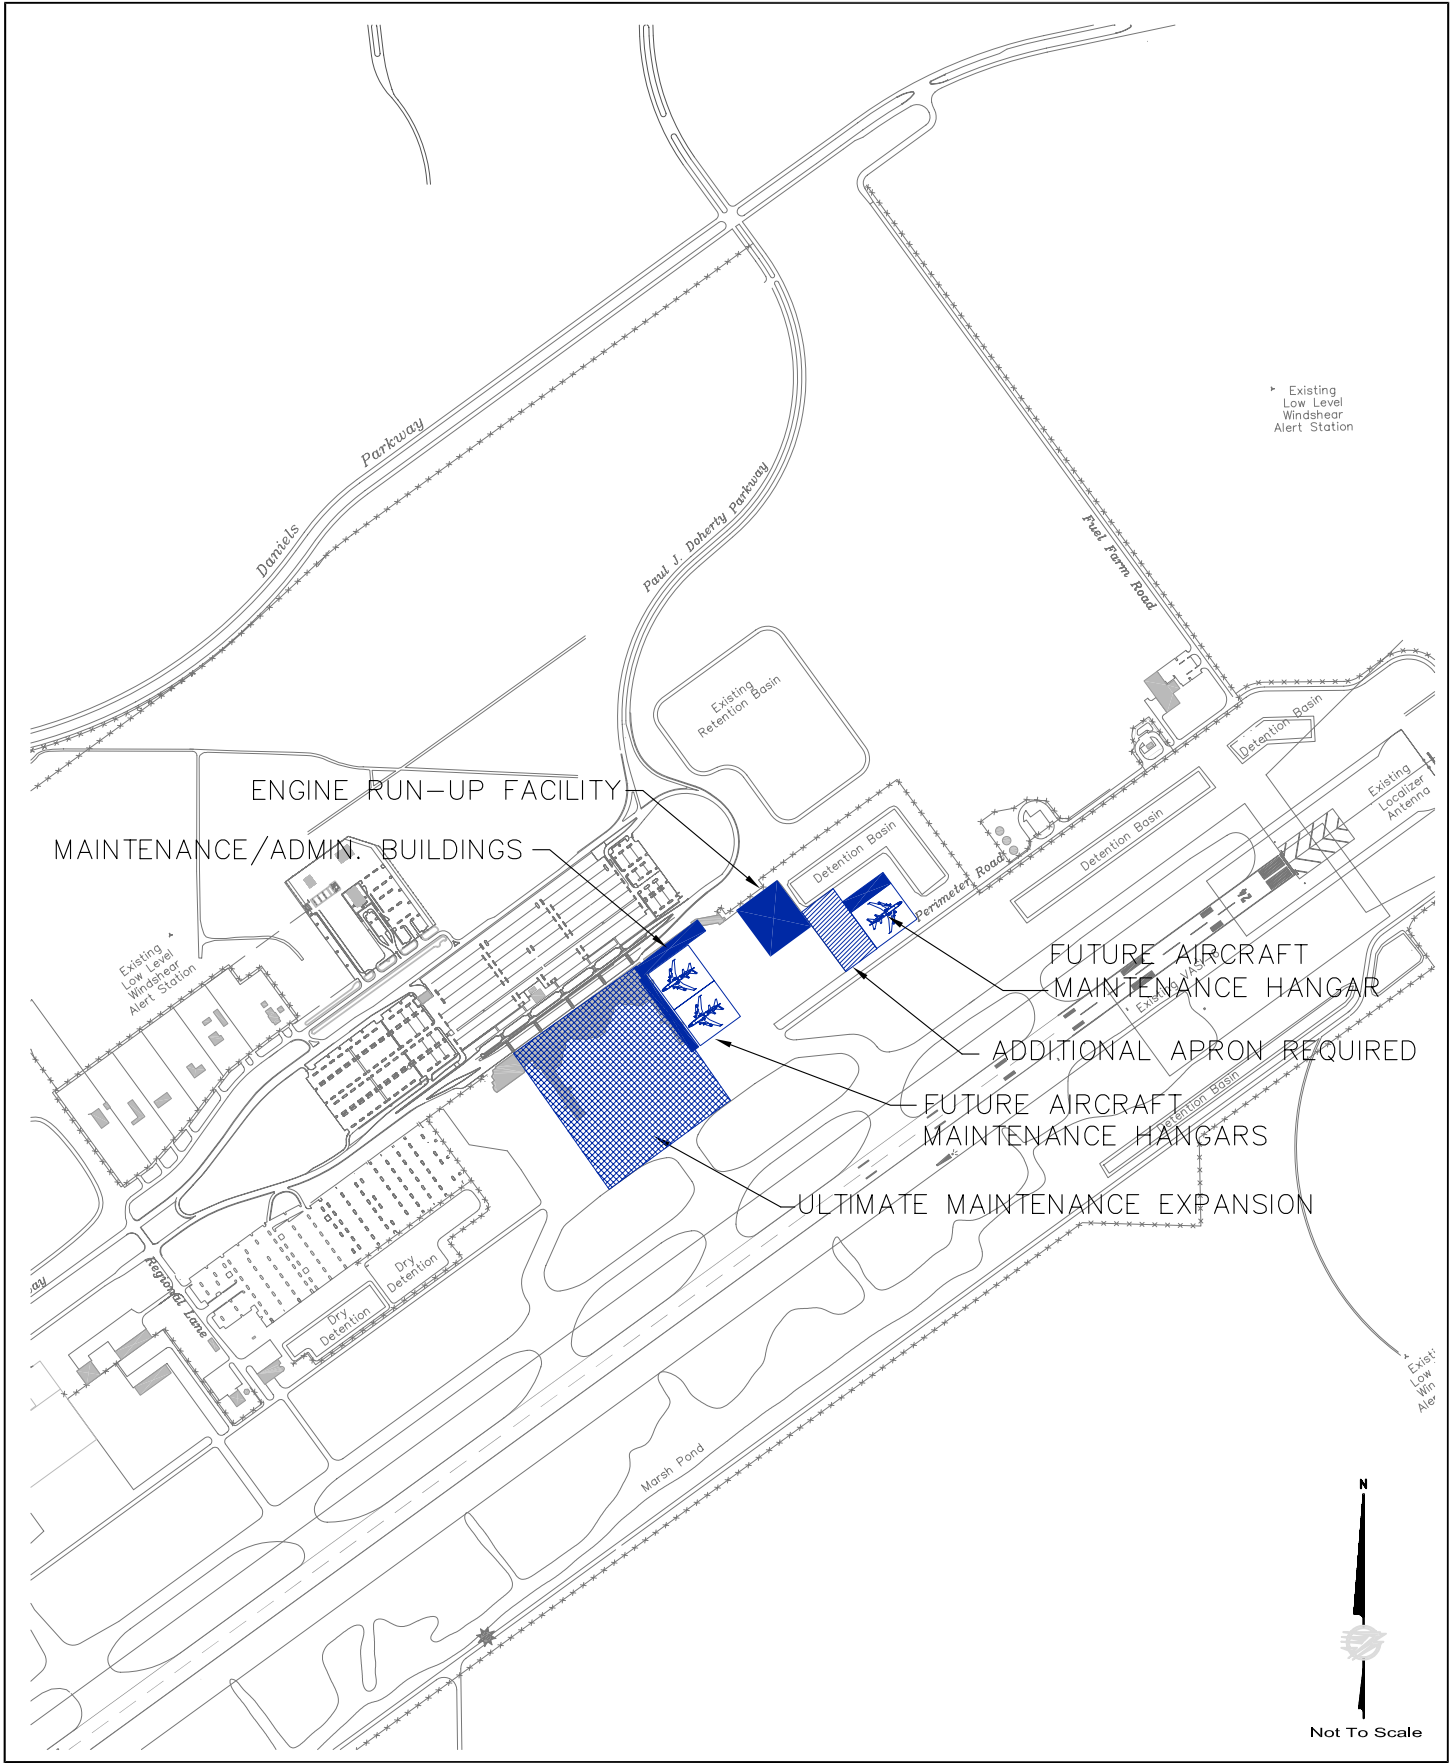 Existing
Low Level
Windshear
Alert Station
Daniels
Parkway
Paul J. Doherty Parkway
Fuel Farm Road
Existing
Retention Basin
Detention Basin
ENGINE RUN-UP FACILITY
Existing
Localizer
Antenna
MAINTENANCE/ADMIN. BUILDINGS
Detention Basin
Detention Basin
Perimeter Road
24
Existing
Low Level
Windshear
Alert Station
FUTURE AIRCRAFT
MAINTENANCE HANGAR
Existing
ADDITIONAL APRON REQUIRED
Detention Basin
FUTURE AIRCRAFT
MAINTENANCE HANGARS
ULTIMATE MAINTENANCE EXPANSION
Regional Lane
Dry
Detention
Dry
Detention
Marsh Pond
N
Not To Scale